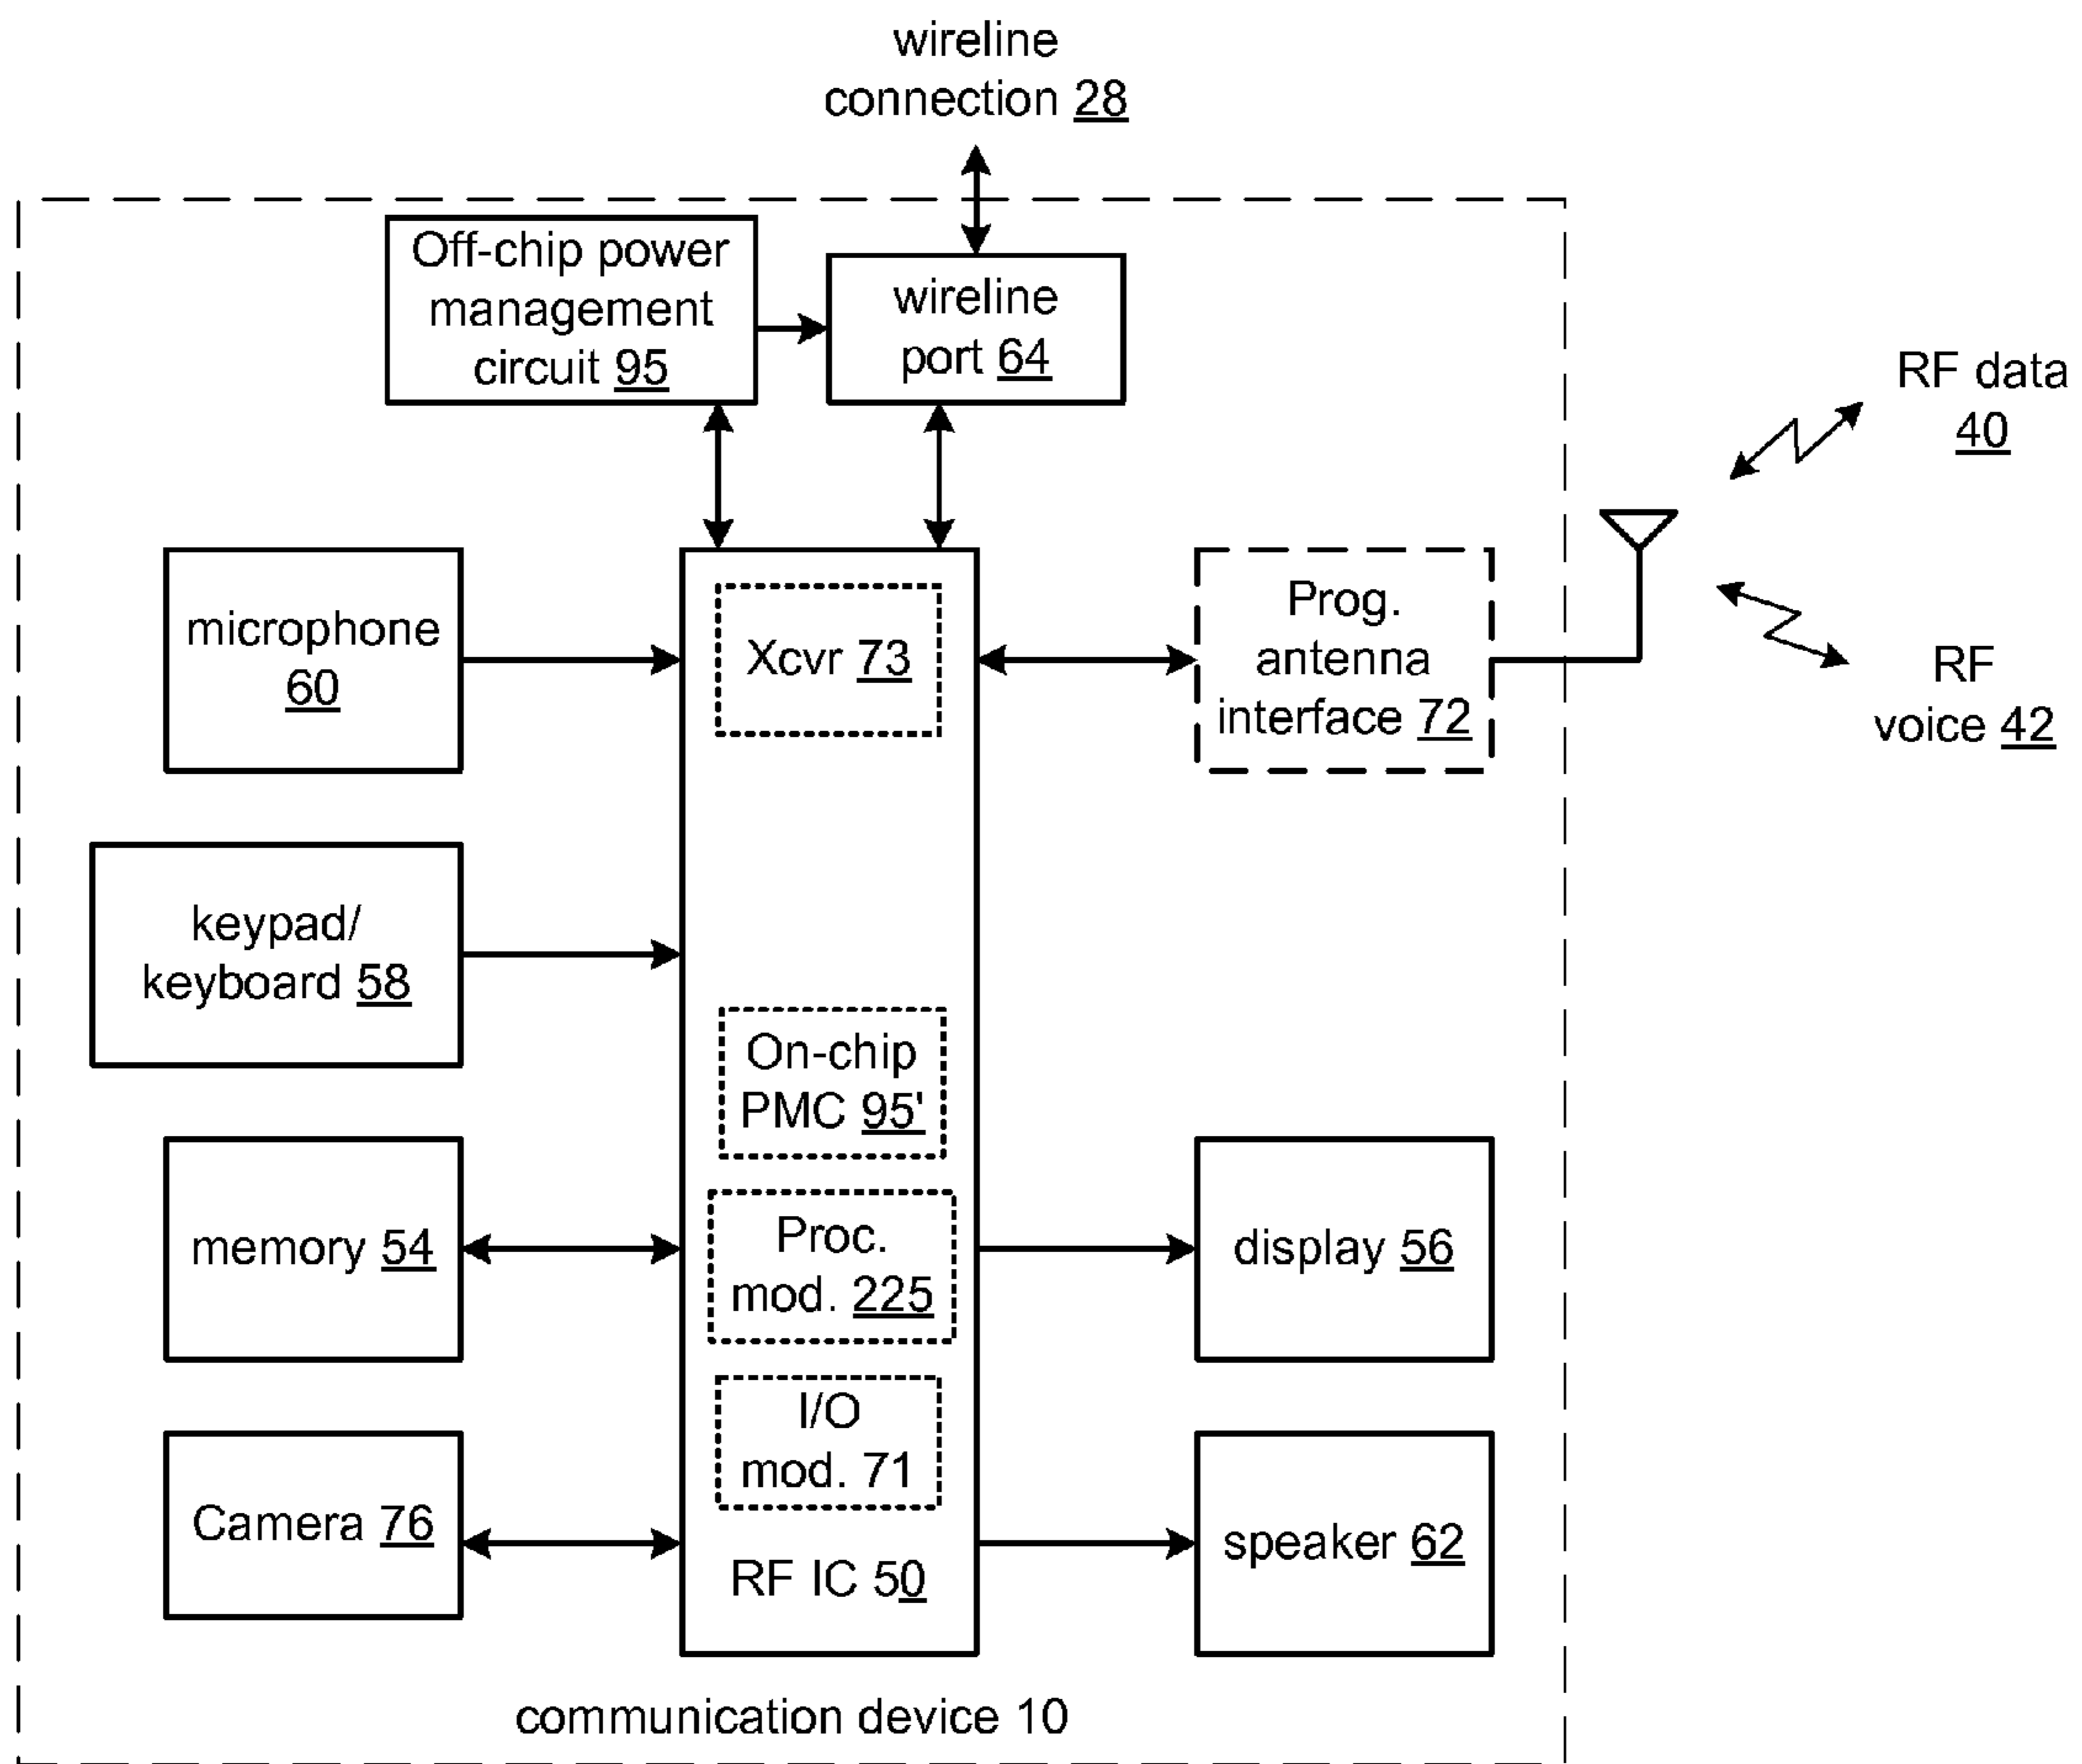 wireline
connection 28
Off-chip power
management
circuit 95
wireline
port 64
RF data
40
microphone
60
Xcvr 73
Prog.
antenna
interface 72
RF
voice 42
keypad/
keyboard 58
On-chip
PMC 95'
memory 54
Proc.
mod. 225
display 56
I/O
mod. 71
Camera 76
RF IC 50
speaker 62
communication device 10